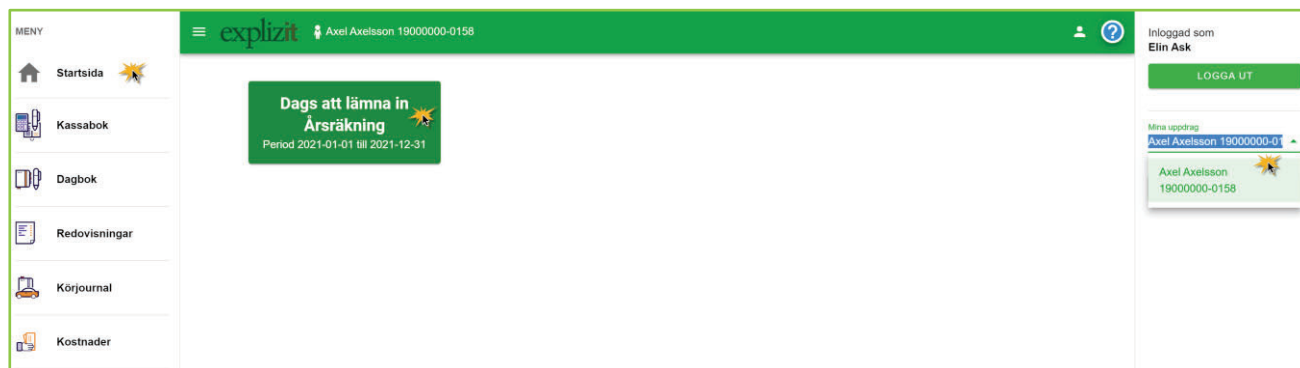 MENY
Startsida
Kassabok
Dagbok
Redovisningar
Körjournal
Kostnader
explizit
Axel Axelsson 19000000-0158
?
Dags att lämna in
Årsräkning
Period 2021-01-01 till 2021-12-31
Inloggad som
Elin Ask
LOGGA UT
Mina uppdrag
Axel Axelsson 19000000-01
Axel Axelsson
19000000-0158